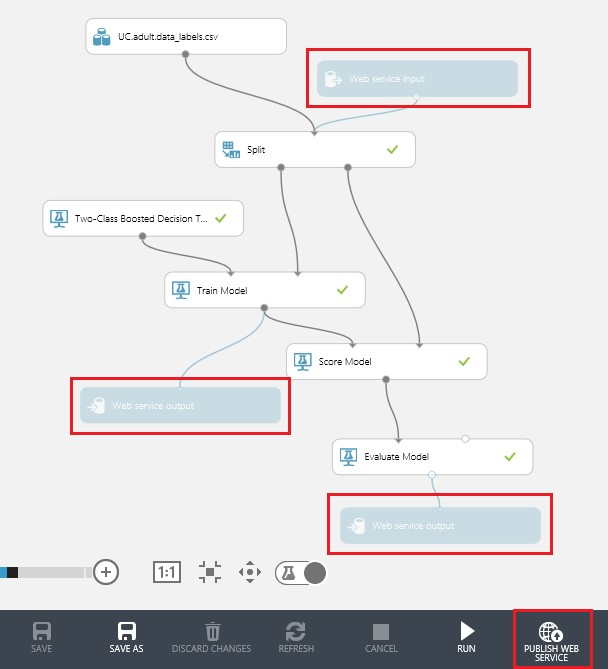 UC.adult.data_labels.csv
Web service input
Split
Two-Class Boosted Decision T...
Train Model
Score Model
Web service output
Evaluate Model
Web service output
1:1
SAVE
SAVE AS
DISCARD CHANGES
REFRESH
CANCEL
RUN
PUBLISH WEB
SERVICE